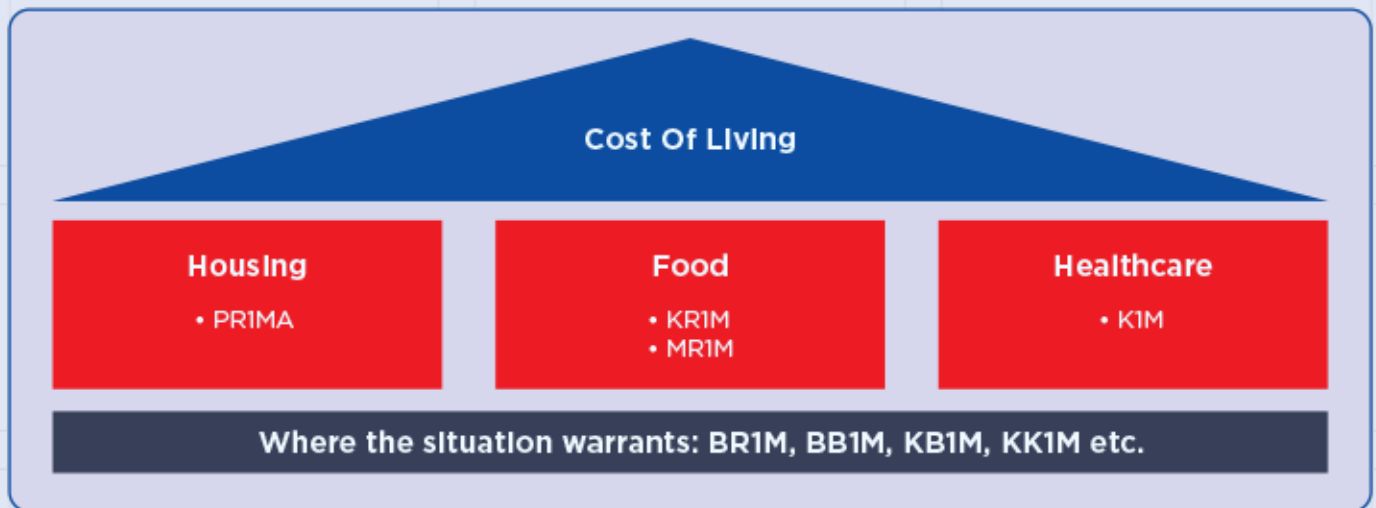 Cost Of Living
Housing
• PR1MA
Food
• KR1M
• MR1M
Healthcare
• K1M
Where the situation warrants: BR1M, BB1M, KB1M, KK1M etc.